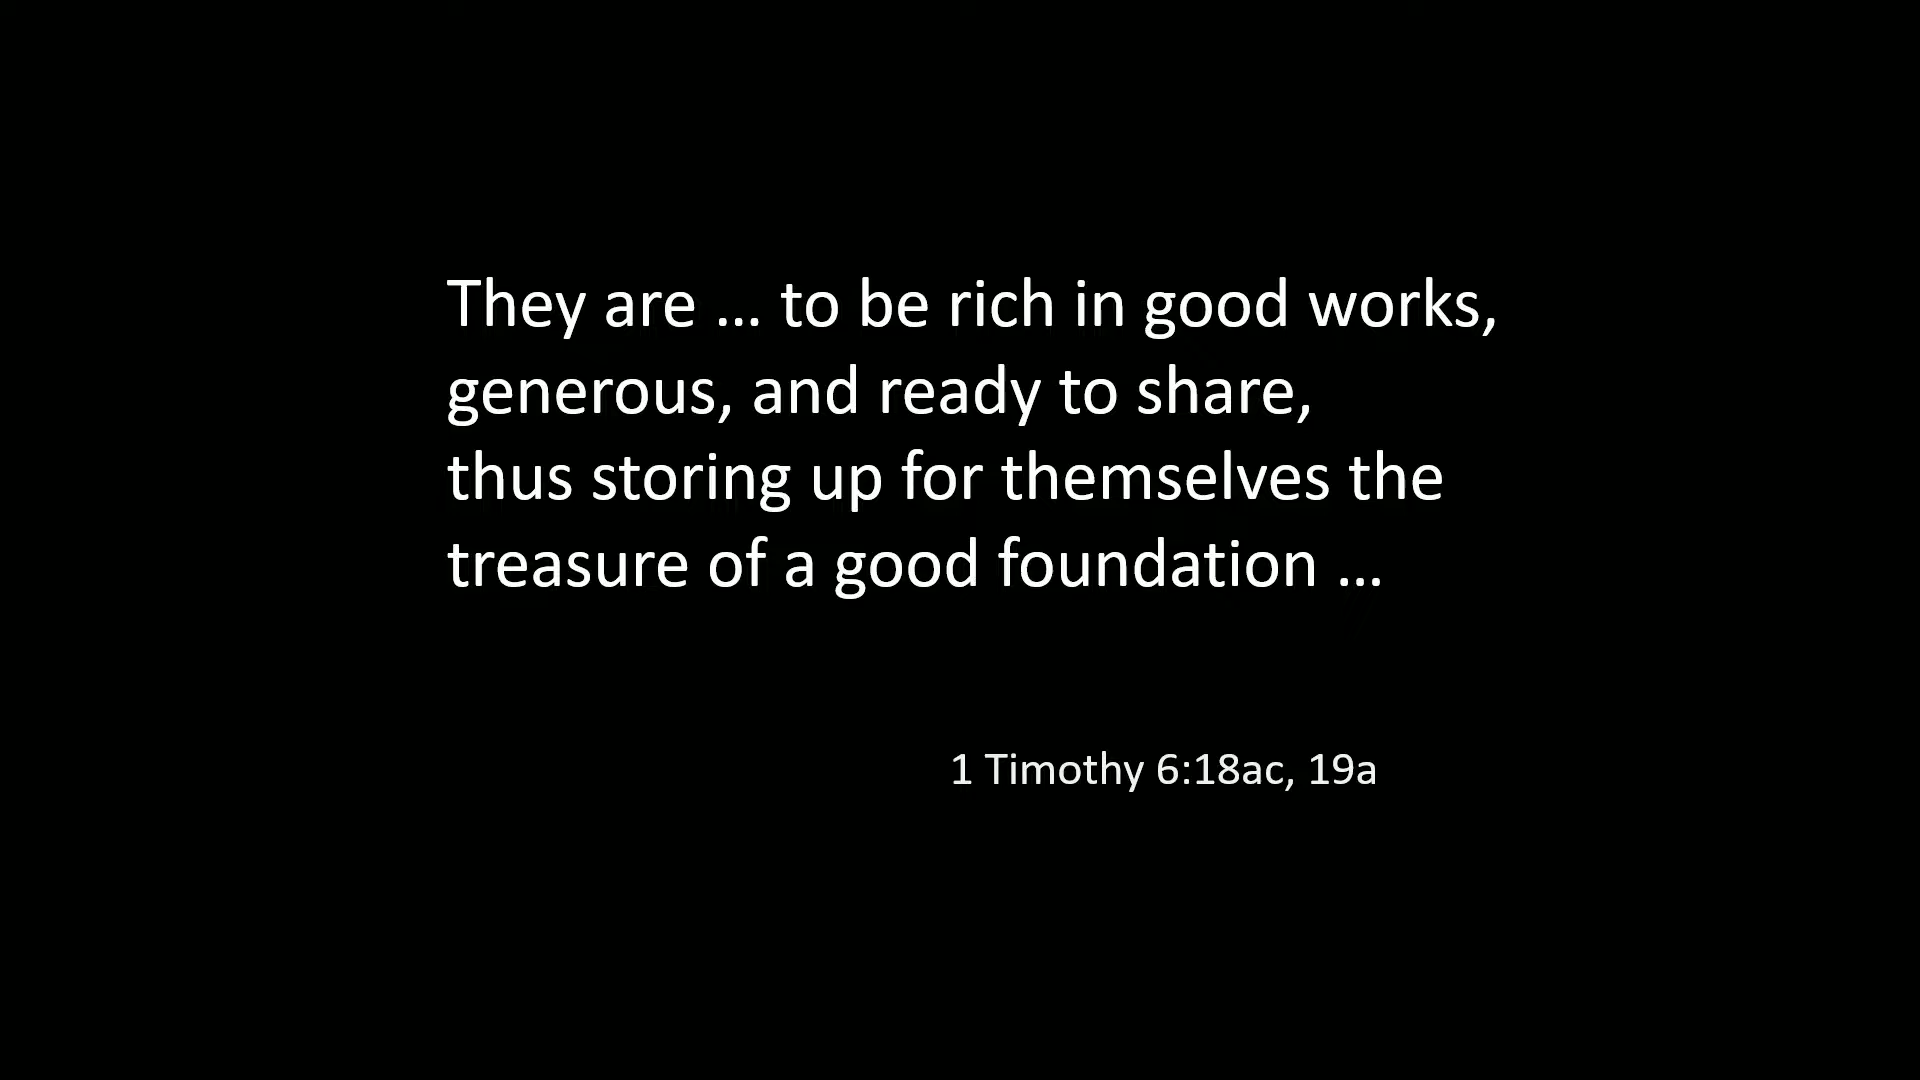 They are … to be rich in good works,
generous, and ready to share,
thus storing up for themselves the
treasure of a good foundation …
1 Timothy 6:18ac, 19a